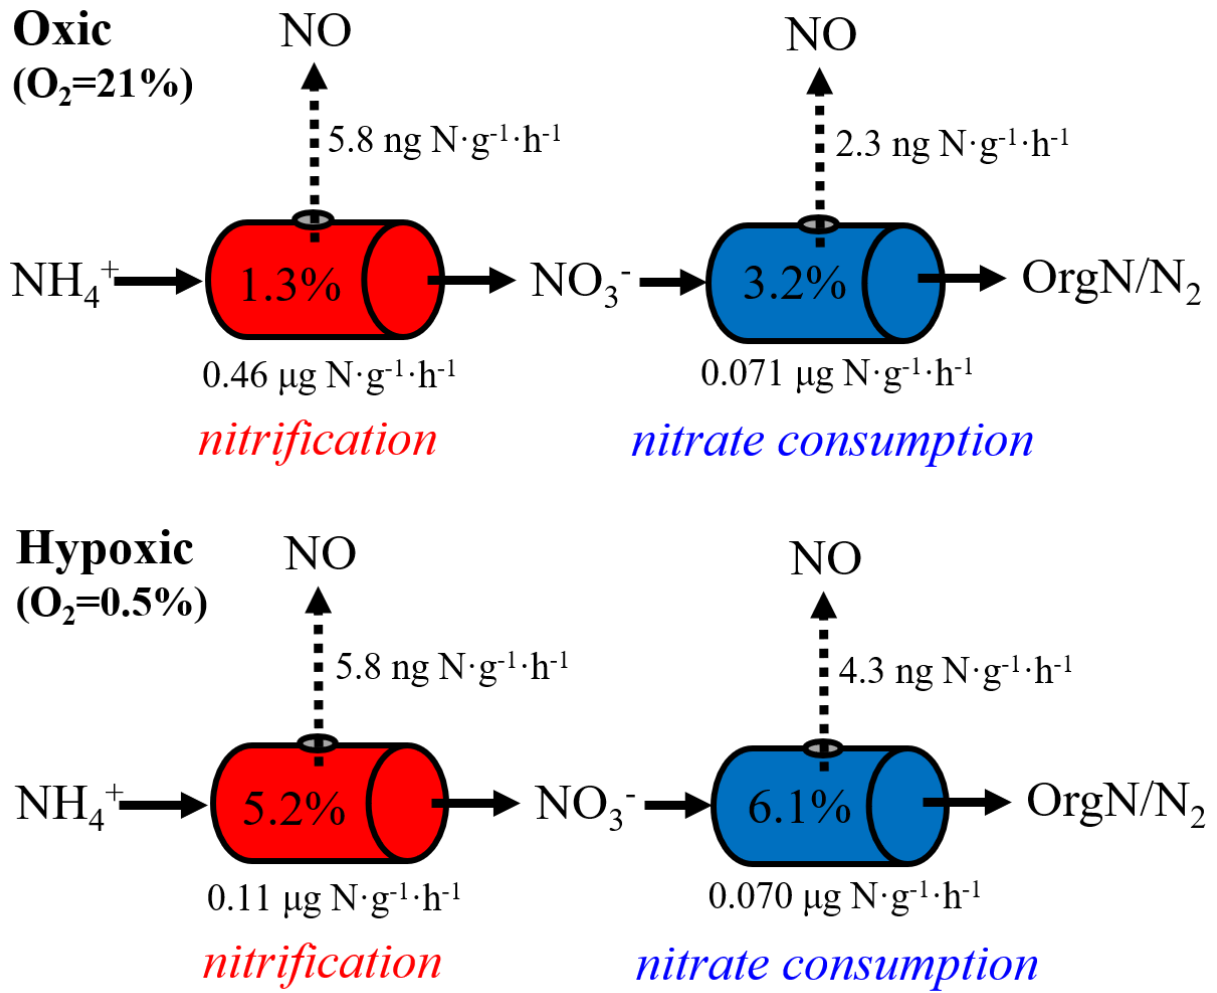 Oxic
(O₂=21%)
NO
NO
5.8 ng N·g⁻¹·h⁻¹
2.3 ng N·g⁻¹·h⁻¹
NH₄⁺
1.3%
NO₃⁻
3.2%
OrgN/N₂
0.46 μg N·g⁻¹·h⁻¹
0.071 μg N·g⁻¹·h⁻¹
nitrification
nitrate consumption
Hypoxic
(O₂=0.5%)
NO
NO
5.8 ng N·g⁻¹·h⁻¹
4.3 ng N·g⁻¹·h⁻¹
NH₄⁺
5.2%
NO₃⁻
6.1%
OrgN/N₂
0.11 μg N·g⁻¹·h⁻¹
0.070 μg N·g⁻¹·h⁻¹
nitrification
nitrate consumption